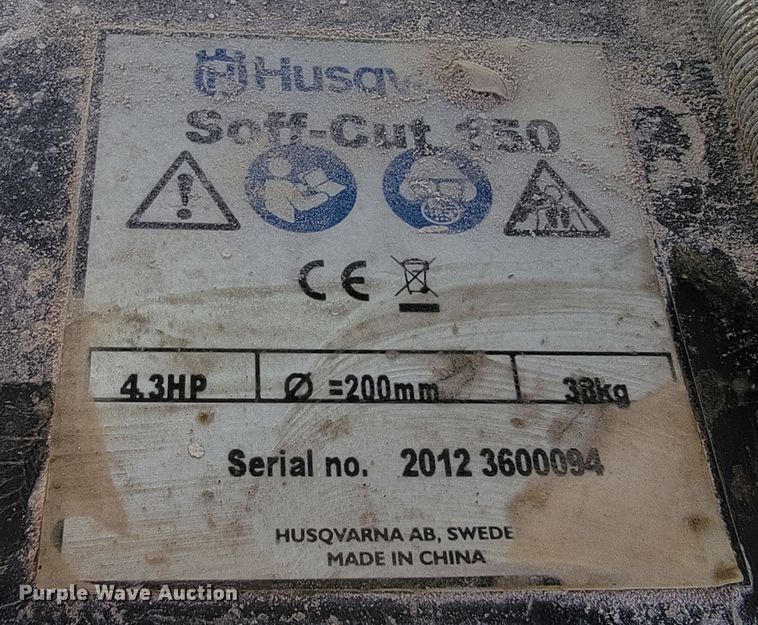 Husqv
Soff-Cut 150
CE
4.3HP Ø =200mm 38kg
Serial no. 2012 3600094
HUSQVARNA AB, SWEDE
MADE IN CHINA
Purple Wave Auction